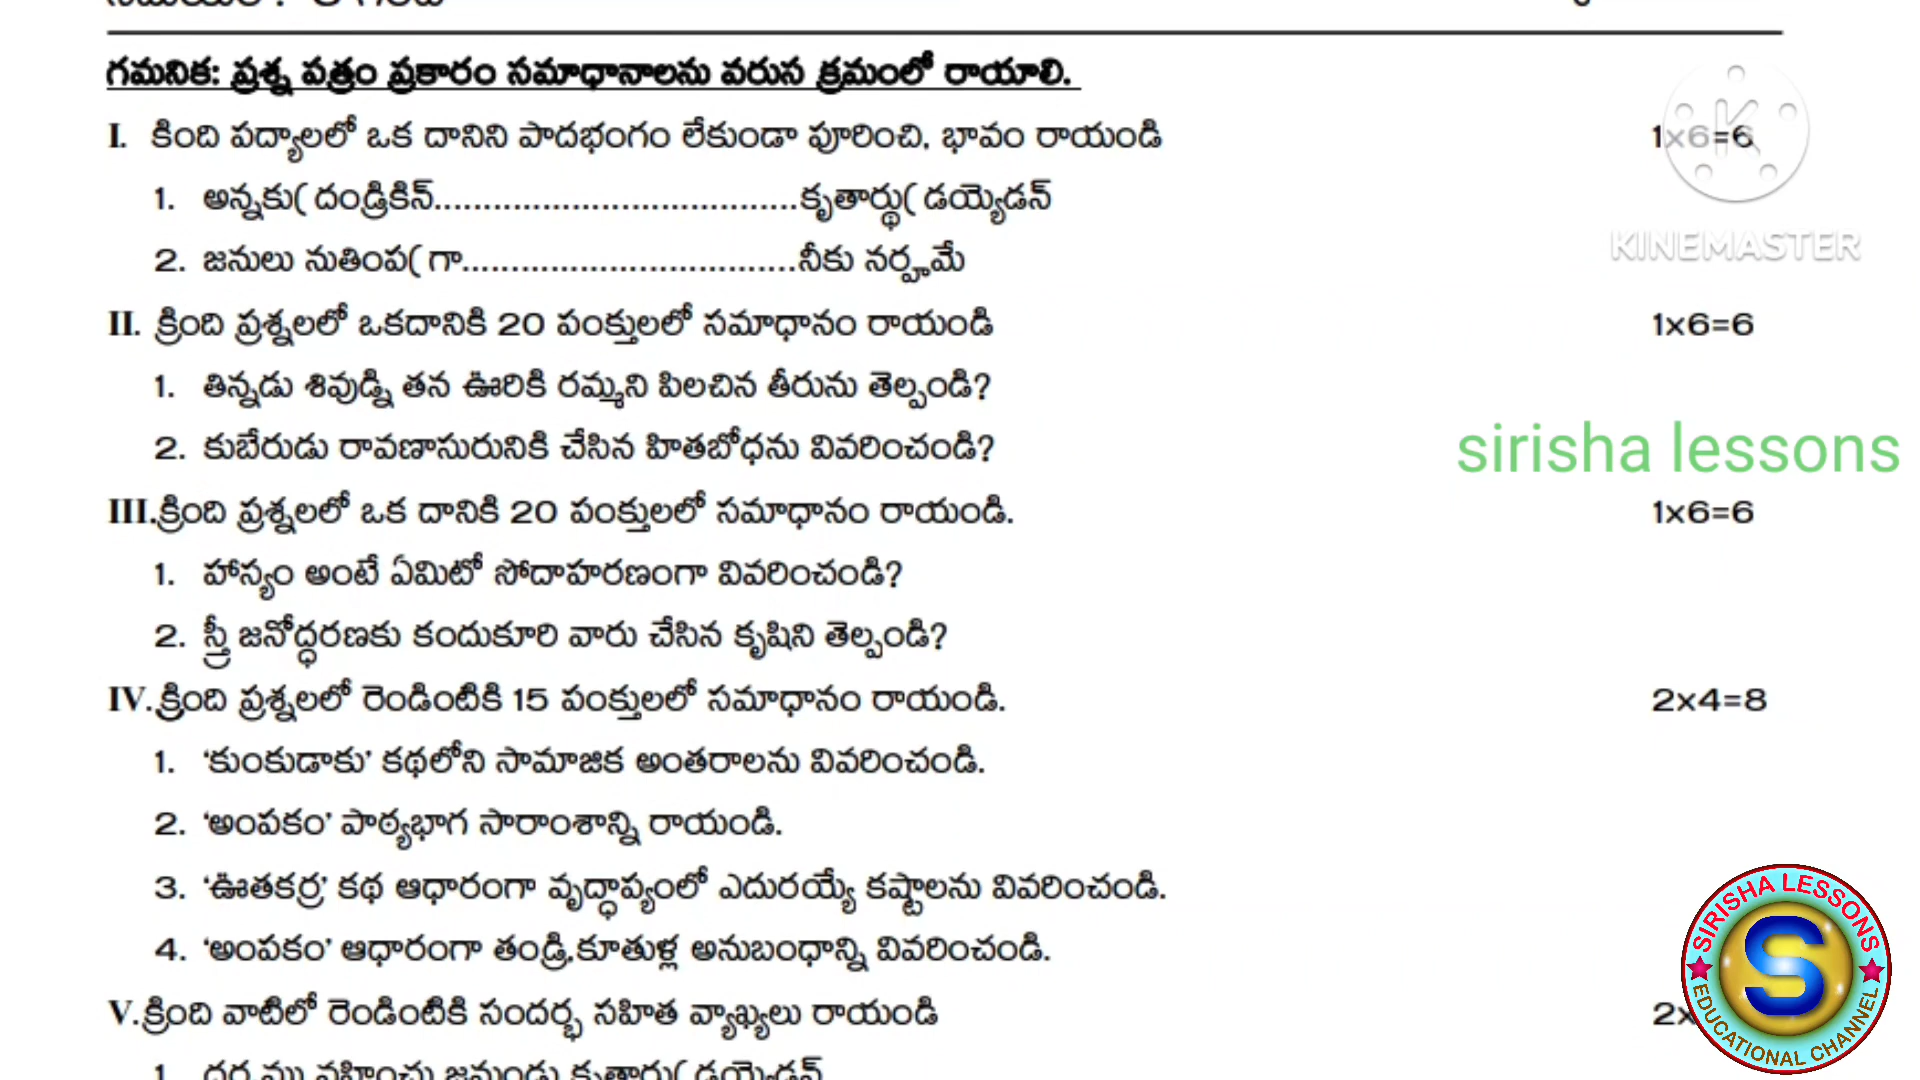 గమనిక: ప్రశ్న పత్రం ప్రకారం సమాధానాలను వరుస క్రమంలో రాయాలి.
I. కింది పద్యాలలో ఒక దానిని పాదభంగం లేకుండా పూరించి, భావం రాయండి 1x6=6
1. అన్నకు( దండ్రికిన్.....................................కృతార్థు( డయ్యెడన్
KINEMASTER
2. జనులు నుతింప( గా..................................నీకు నర్హమే
II. క్రింది ప్రశ్నలలో ఒకదానికి 20 పంక్తులలో సమాధానం రాయండి 1x6=6
1. తిన్నడు శివుడ్ని తన ఊరికి రమ్మని పిలచిన తీరును తెల్పండి?
2. కుబేరుడు రావణాసురునికి చేసిన హితబోధను వివరించండి?
sirisha lessons
III.క్రింది ప్రశ్నలలో ఒక దానికి 20 పంక్తులలో సమాధానం రాయండి. 1x6=6
1. హాస్యం అంటే ఏమిటో సోదాహరణంగా వివరించండి?
2. స్త్రీ జనోద్ధరణకు కందుకూరి వారు చేసిన కృషిని తెల్పండి?
IV.క్రింది ప్రశ్నలలో రెండింటికి 15 పంక్తులలో సమాధానం రాయండి. 2x4=8
1. 'కుంకుడాకు' కథలోని సామాజిక అంతరాలను వివరించండి.
2. 'అంపకం' పాఠ్యభాగ సారాంశాన్ని రాయండి.
3. 'ఊతకర్ర' కథ ఆధారంగా వృద్ధాప్యంలో ఎదురయ్యే కష్టాలను వివరించండి.
4. 'అంపకం' ఆధారంగా తండ్రి,కూతుళ్ల అనుబంధాన్ని వివరించండి.
V.క్రింది వాటిలో రెండింటికి సందర్భ సహిత వ్యాఖ్యలు రాయండి 2x
SIRISHA LESSONS
S
EDUCATIONAL CHANNEL